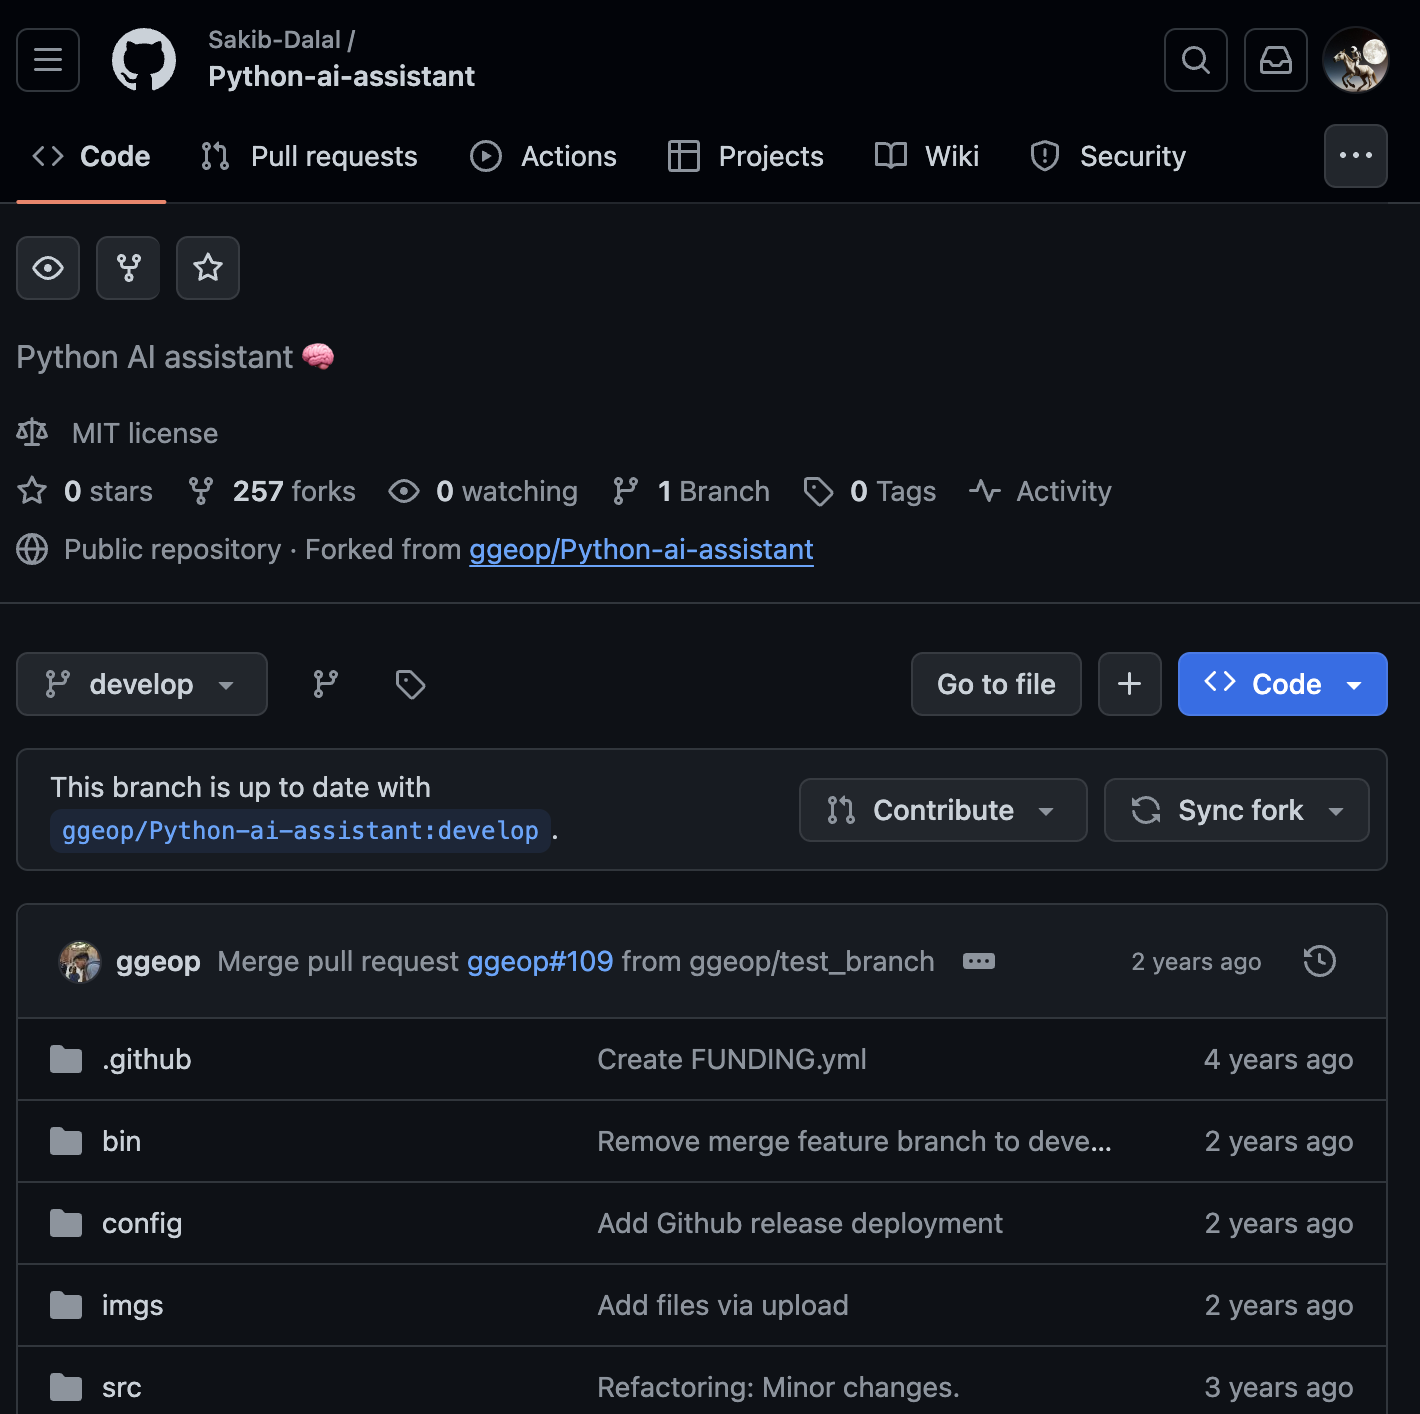 Sakib-Dalal /
Python-ai-assistant
Code Pull requests Actions Projects Wiki Security
Python AI assistant 🧠
MIT license
0 stars 257 forks 0 watching 1 Branch 0 Tags Activity
Public repository · Forked from ggeop/Python-ai-assistant
develop Go to file Code
This branch is up to date with
ggeop/Python-ai-assistant:develop .
Contribute Sync fork
ggeop Merge pull request ggeop#109 from ggeop/test_branch 2 years ago
.github Create FUNDING.yml 4 years ago
bin Remove merge feature branch to deve... 2 years ago
config Add Github release deployment 2 years ago
imgs Add files via upload 2 years ago
src Refactoring: Minor changes. 3 years ago